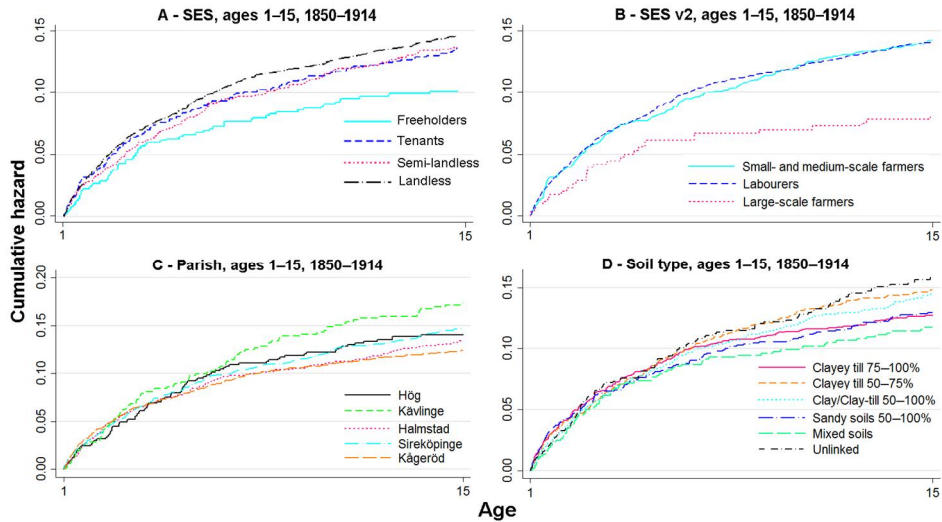 A - SES, ages 1–15, 1850–1914
0.15
0.10
0.05
0.00
Freeholders
Tenants
Semi-landless
Landless
1
15
B - SES v2, ages 1–15, 1850–1914
0.15
0.10
0.05
0.00
Small- and medium-scale farmers
Labourers
Large-scale farmers
1
15
Cumulative hazard
C - Parish, ages 1–15, 1850–1914
0.20
0.15
0.10
0.05
0.00
Hög
Kävlinge
Halmstad
Sireköpinge
Kågeröd
1
15
D - Soil type, ages 1–15, 1850–1914
0.15
0.10
0.05
0.00
Clayey till 75–100%
Clayey till 50–75%
Clay/Clay-till 50–100%
Sandy soils 50–100%
Mixed soils
Unlinked
1
15
Age